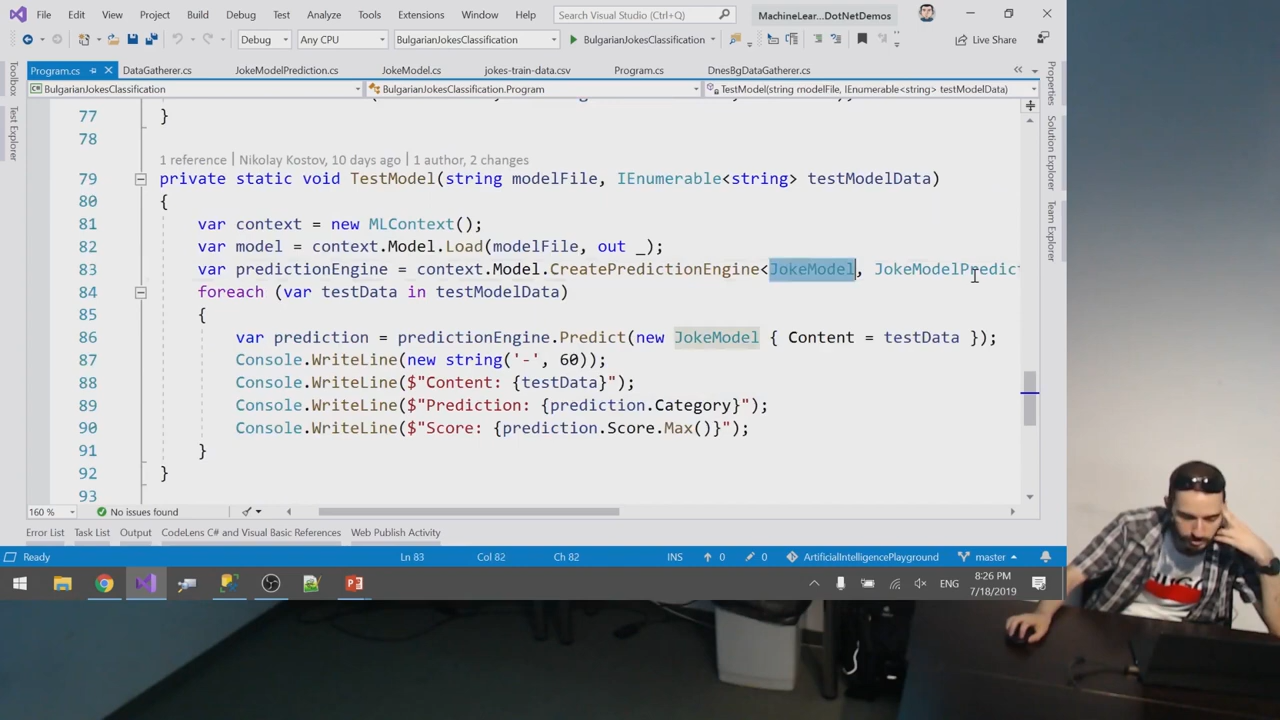 File Edit View Project Build Debug Test Analyze Tools Extensions Window Help Search Visual Studio MachineLear...DotNetDemos
Debug Any CPU BulgarianJokesClassification BulgarianJokesClassification Live Share
Program.cs DataGatherer.cs JokeModelPrediction.cs JokeModel.cs jokes-train-data.csv Program.cs DnesBgDataGatherer.cs
BulgarianJokesClassification BulgarianJokesClassification.Program TestModel(string modelFile, IEnumerable<string> testModelData)
Toolbox
Test Explorer
Properties
Solution Explorer
Team Explorer
77 }
78
1 reference | Nikolay Kostov, 10 days ago | 1 author, 2 changes
79 private static void TestModel(string modelFile, IEnumerable<string> testModelData)
80 {
81 var context = new MLContext();
82 var model = context.Model.Load(modelFile, out _);
83 var predictionEngine = context.Model.CreatePredictionEngine<JokeModel, JokeModelPredict
84 foreach (var testData in testModelData)
85 {
86 var prediction = predictionEngine.Predict(new JokeModel { Content = testData });
87 Console.WriteLine(new string('-', 60));
88 Console.WriteLine($"Content: {testData}");
89 Console.WriteLine($"Prediction: {prediction.Category}");
90 Console.WriteLine($"Score: {prediction.Score.Max()}");
91 }
92 }
93
160 % No issues found
Error List Task List Output CodeLens C# and Visual Basic References Web Publish Activity
Ready Ln 83 Col 82 Ch 82 INS 0 0 ArtificialIntelligencePlayground master
ENG 8:26 PM
7/18/2019